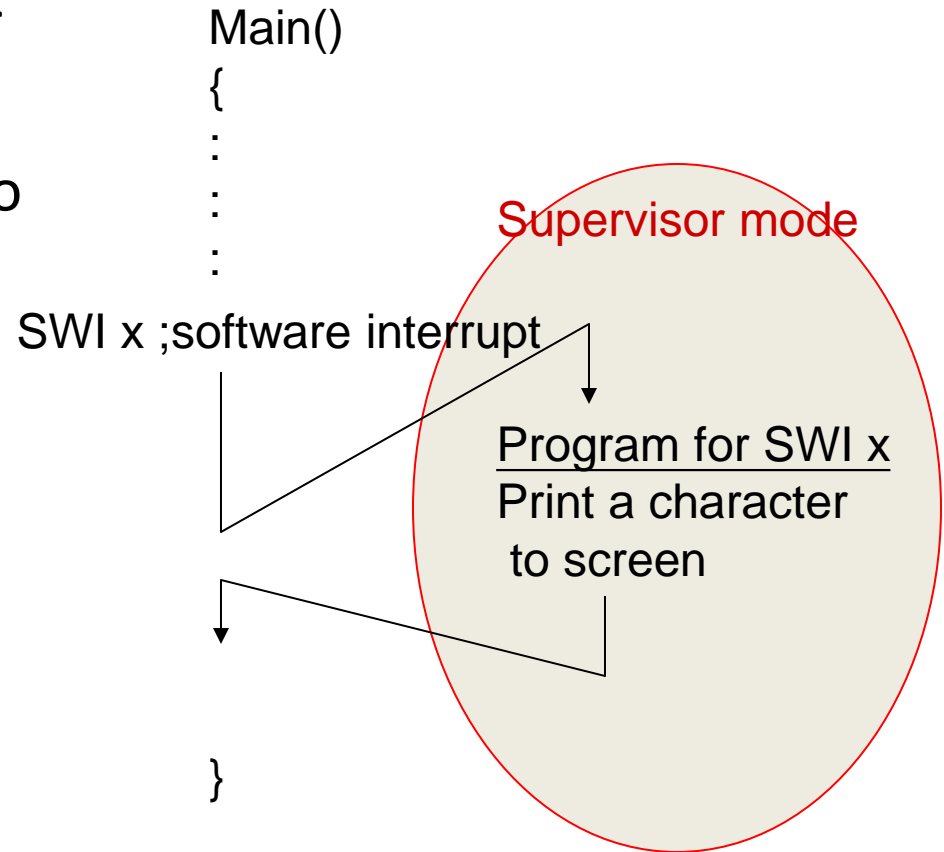 Main()
{
:
o :
Supervisor mode
:
SWI x ;software interrupt
Program for SWI x
Print a character
to screen
}